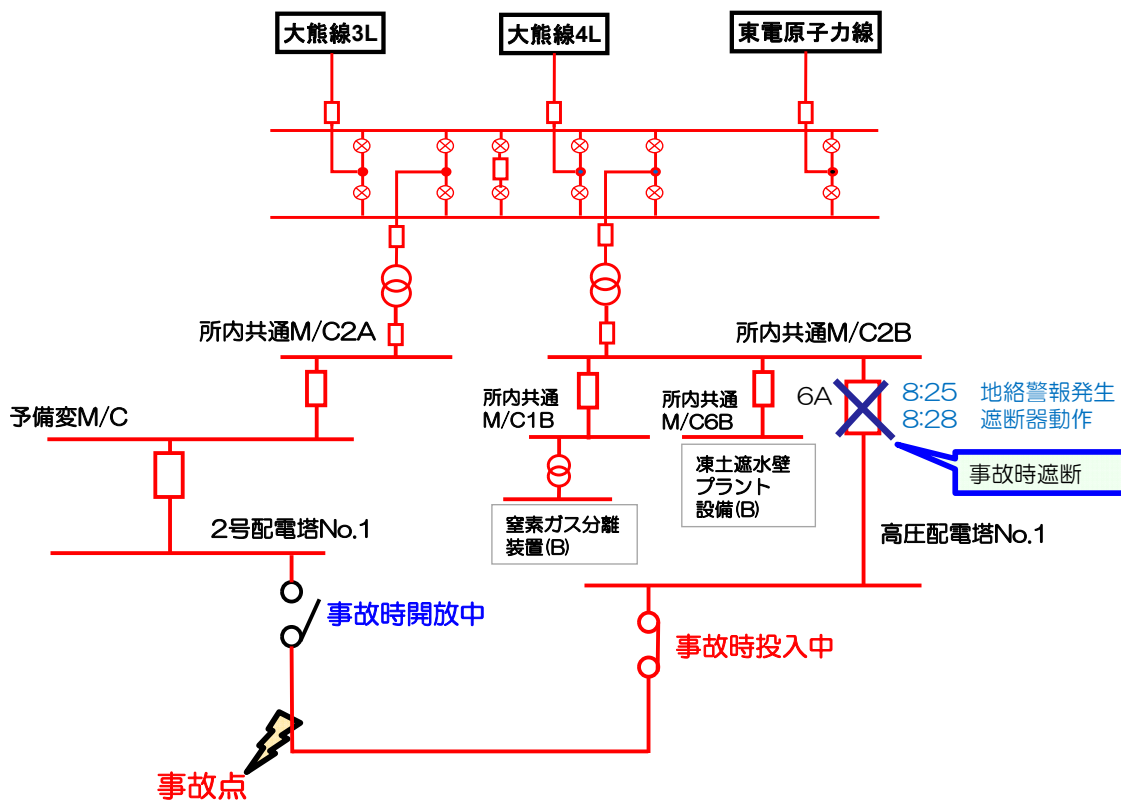 大熊線3L
大熊線4L
東電原子力線
所内共通M/C2A
所内共通M/C2B
所内共通
M/C1B
所内共通
M/C6B
6A
8:25 地絡警報発生
8:28 遮断器動作
予備変M/C
事故時遮断
凍土遮水壁
プラント
設備(B)
窒素ガス分離
装置(B)
2号配電塔No.1
高圧配電塔No.1
事故時開放中
事故時投入中
事故点